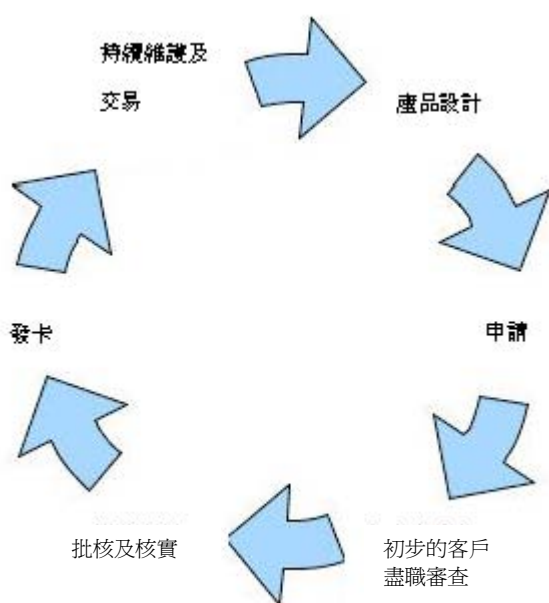 持續維護及
交易
產品設計
發卡
申請
批核及核實
初步的客戶
盡職審查